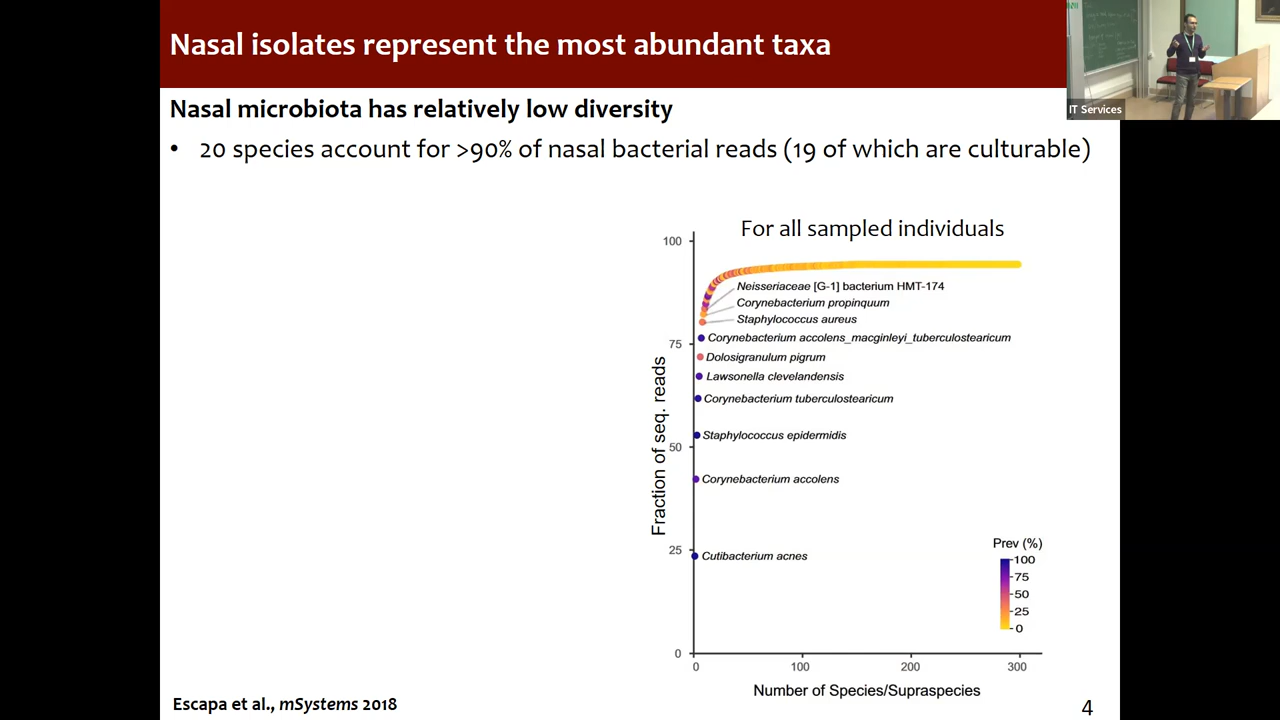 Nasal isolates represent the most abundant taxa
IT Services
Nasal microbiota has relatively low diversity
• 20 species account for >90% of nasal bacterial reads (19 of which are culturable)
For all sampled individuals
100
75
50
25
0
Fraction of seq. reads
Neisseriaceae [G-1] bacterium HMT-174
Corynebacterium propinquum
Staphylococcus aureus
Corynebacterium accolens_macginleyi_tuberculostearicum
Dolosigranulum pigrum
Lawsonella clevelandensis
Corynebacterium tuberculostearicum
Staphylococcus epidermidis
Corynebacterium accolens
Cutibacterium acnes
Prev (%)
100
75
50
25
0
0 100 200 300
Number of Species/Supraspecies
Escapa et al., mSystems 2018
4